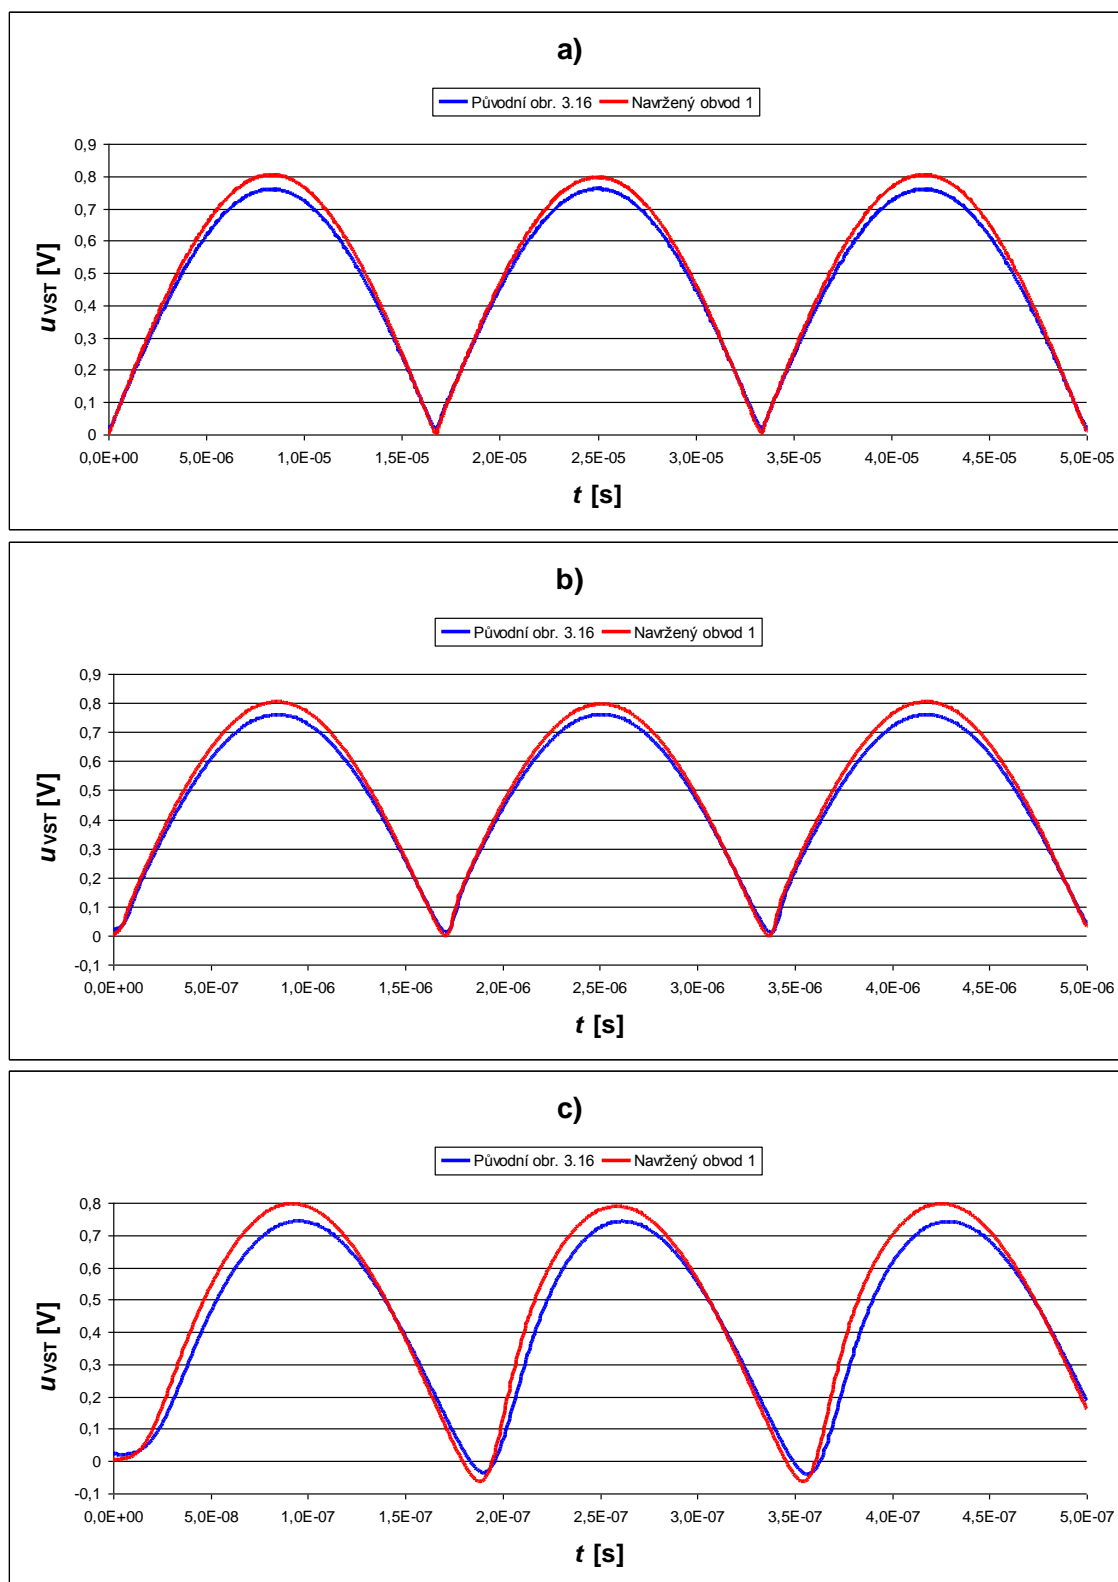 a)
Původní obr. 3.16 Navržený obvod 1
0,9
0,8
0,7
0,6
0,5
0,4
0,3
0,2
0,1
0
uVST [V]
0,0E+00 5,0E-06 1,0E-05 1,5E-05 2,0E-05 2,5E-05 3,0E-05 3,5E-05 4,0E-05 4,5E-05 5,0E-05
t [s]
b)
Původní obr. 3.16 Navržený obvod 1
0,9
0,8
0,7
0,6
0,5
0,4
0,3
0,2
0,1
0
-0,1
uVST [V]
0,0E+00 5,0E-07 1,0E-06 1,5E-06 2,0E-06 2,5E-06 3,0E-06 3,5E-06 4,0E-06 4,5E-06 5,0E-06
t [s]
c)
Původní obr. 3.16 Navržený obvod 1
0,8
0,7
0,6
0,5
0,4
0,3
0,2
0,1
0
-0,1
uVST [V]
0,0E+00 5,0E-08 1,0E-07 1,5E-07 2,0E-07 2,5E-07 3,0E-07 3,5E-07 4,0E-07 4,5E-07 5,0E-07
t [s]